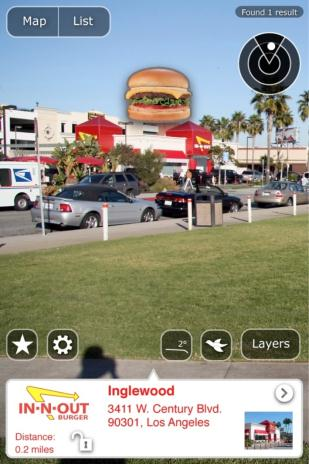 Map
List
Found 1 result
2°
Layers
IN-N-OUT
BURGER
Inglewood
3411 W. Century Blvd.
90301, Los Angeles
Distance:
0.2 miles